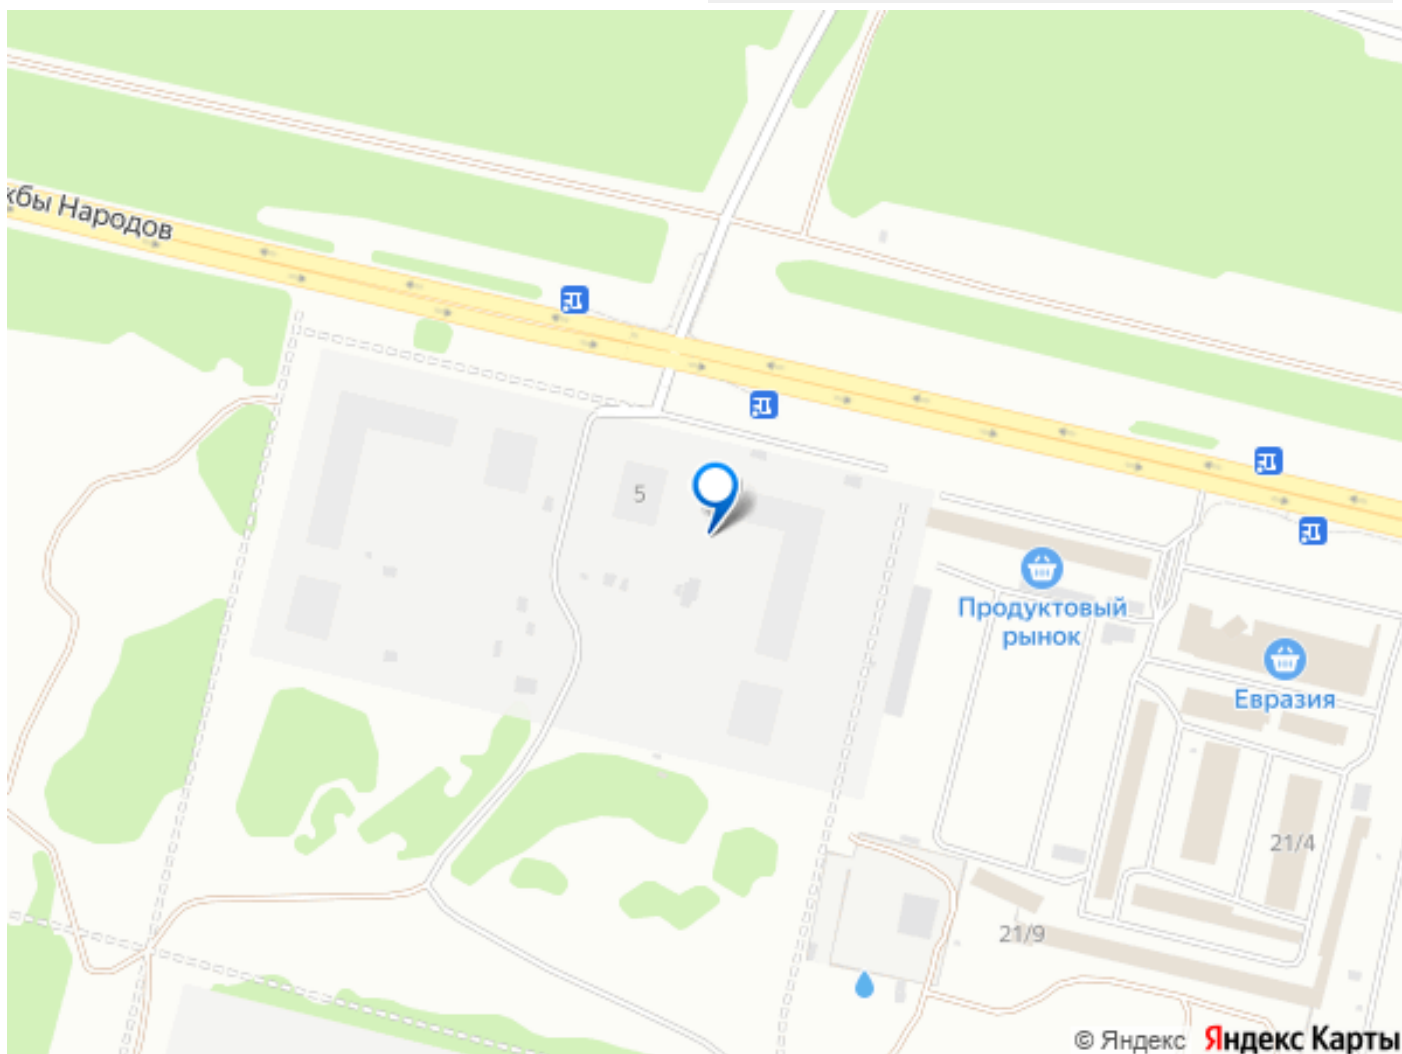 жбы Народов
5
Продуктовый
рынок
Евразия
21/4
21/9
© Яндекс Яндекс Карты